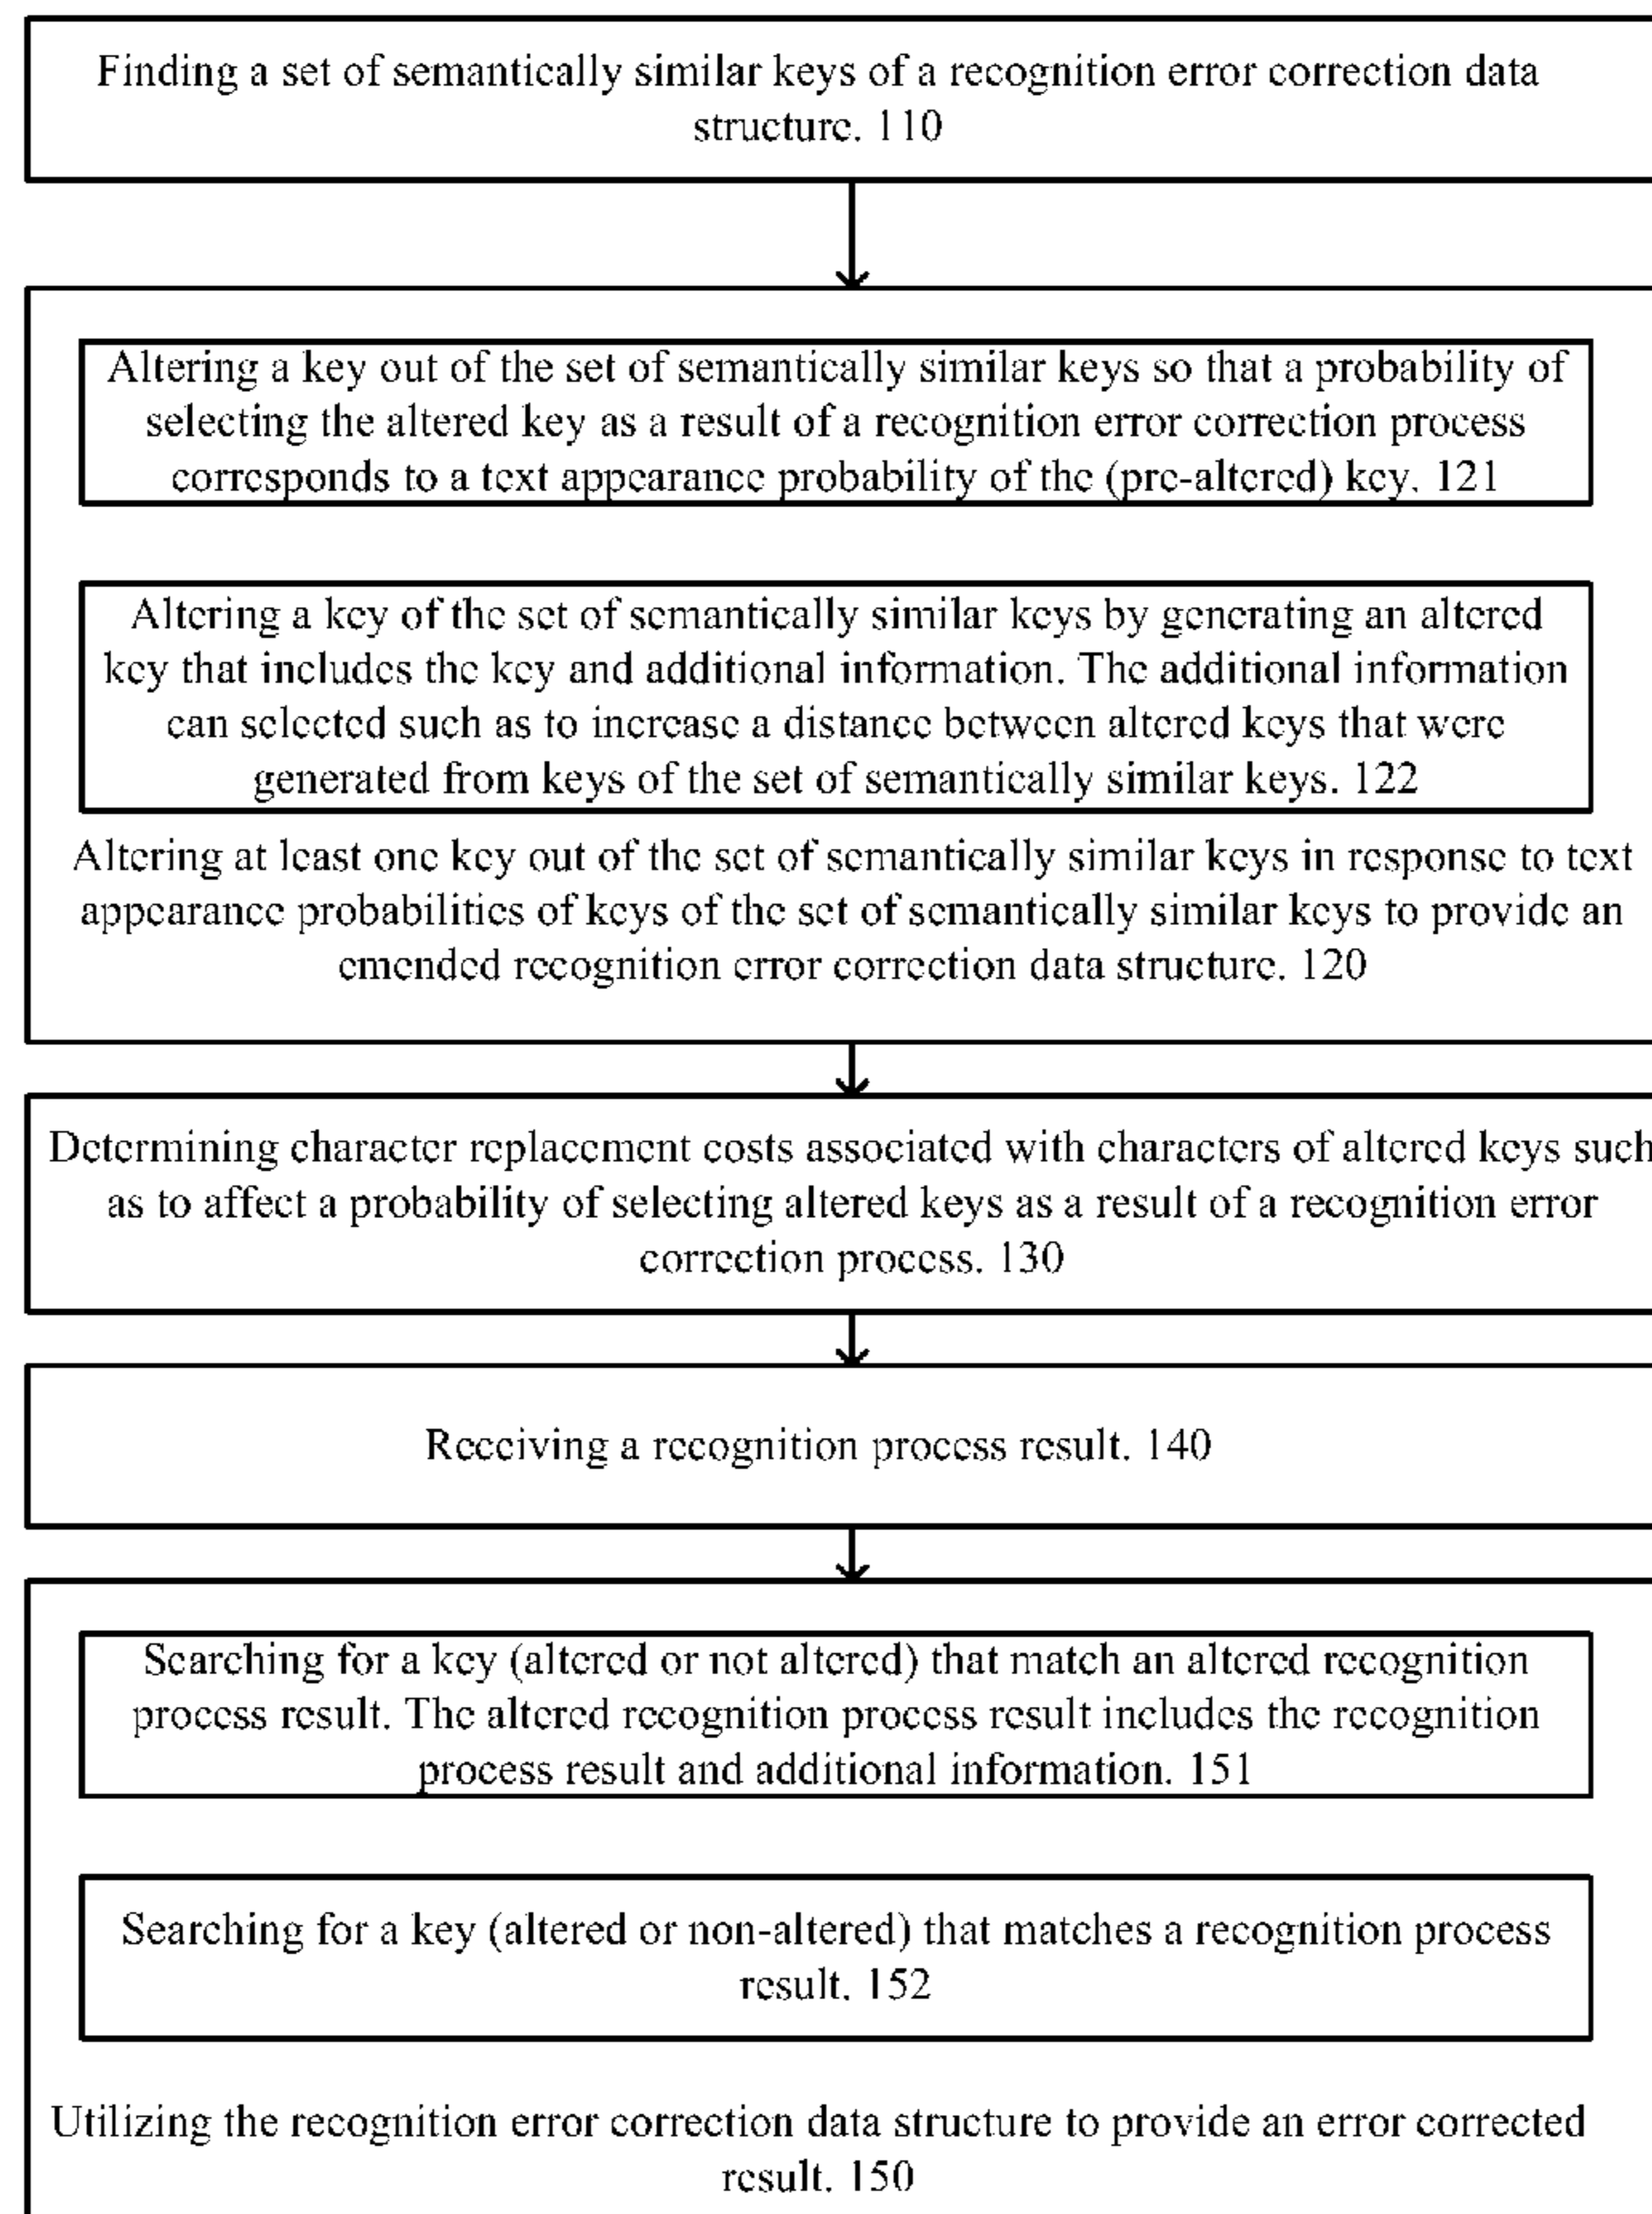 Finding a set of semantically similar keys of a recognition error correction data
structure. 110
Altering a key out of the set of semantically similar keys so that a probability of
selecting the altered key as a result of a recognition error correction process
corresponds to a text appearance probability of the (pre-altered) key. 121
Altering a key of the set of semantically similar keys by generating an altered
key that includes the key and additional information. The additional information
can selected such as to increase a distance between altered keys that were
generated from keys of the set of semantically similar keys. 122
Altering at least one key out of the set of semantically similar keys in response to text
appearance probabilities of keys of the set of semantically similar keys to provide an
emended recognition error correction data structure. 120
Determining character replacement costs associated with characters of altered keys such
as to affect a probability of selecting altered keys as a result of a recognition error
correction process. 130
Receiving a recognition process result. 140
Searching for a key (altered or not altered) that match an altered recognition
process result. The altered recognition process result includes the recognition
process result and additional information. 151
Searching for a key (altered or non-altered) that matches a recognition process
result. 152
Utilizing the recognition error correction data structure to provide an error corrected
result. 150